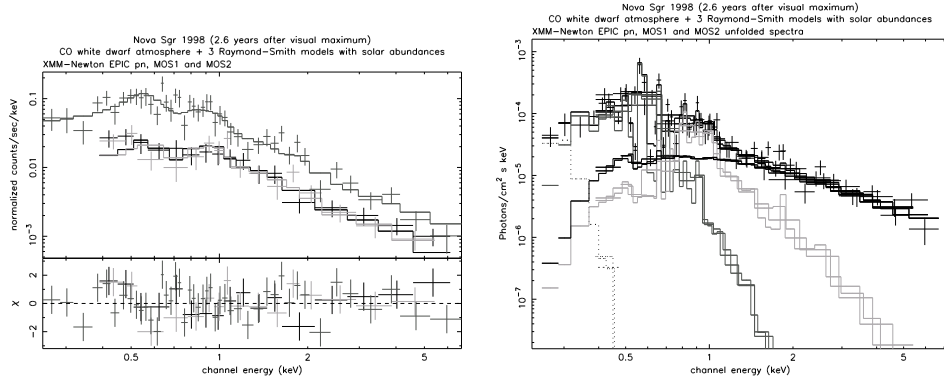 Nova Sgr 1998 (2.6 years after visual maximum)
CO white dwarf atmosphere + 3 Raymond-Smith models with solar abundances
XMM-Newton EPIC pn, MOS1 and MOS2
normalized counts/sec/keV
0.1
0.01
10⁻³
χ
2
0
−2
0.5
1
2
5
channel energy (keV)
Nova Sgr 1998 (2.6 years after visual maximum)
CO white dwarf atmosphere + 3 Raymond-Smith models with solar abundances
XMM-Newton EPIC pn, MOS1 and MOS2 unfolded spectra
Photons/cm² s keV
10⁻³
10⁻⁴
10⁻⁵
10⁻⁶
10⁻⁷
0.5
1
2
5
channel energy (keV)